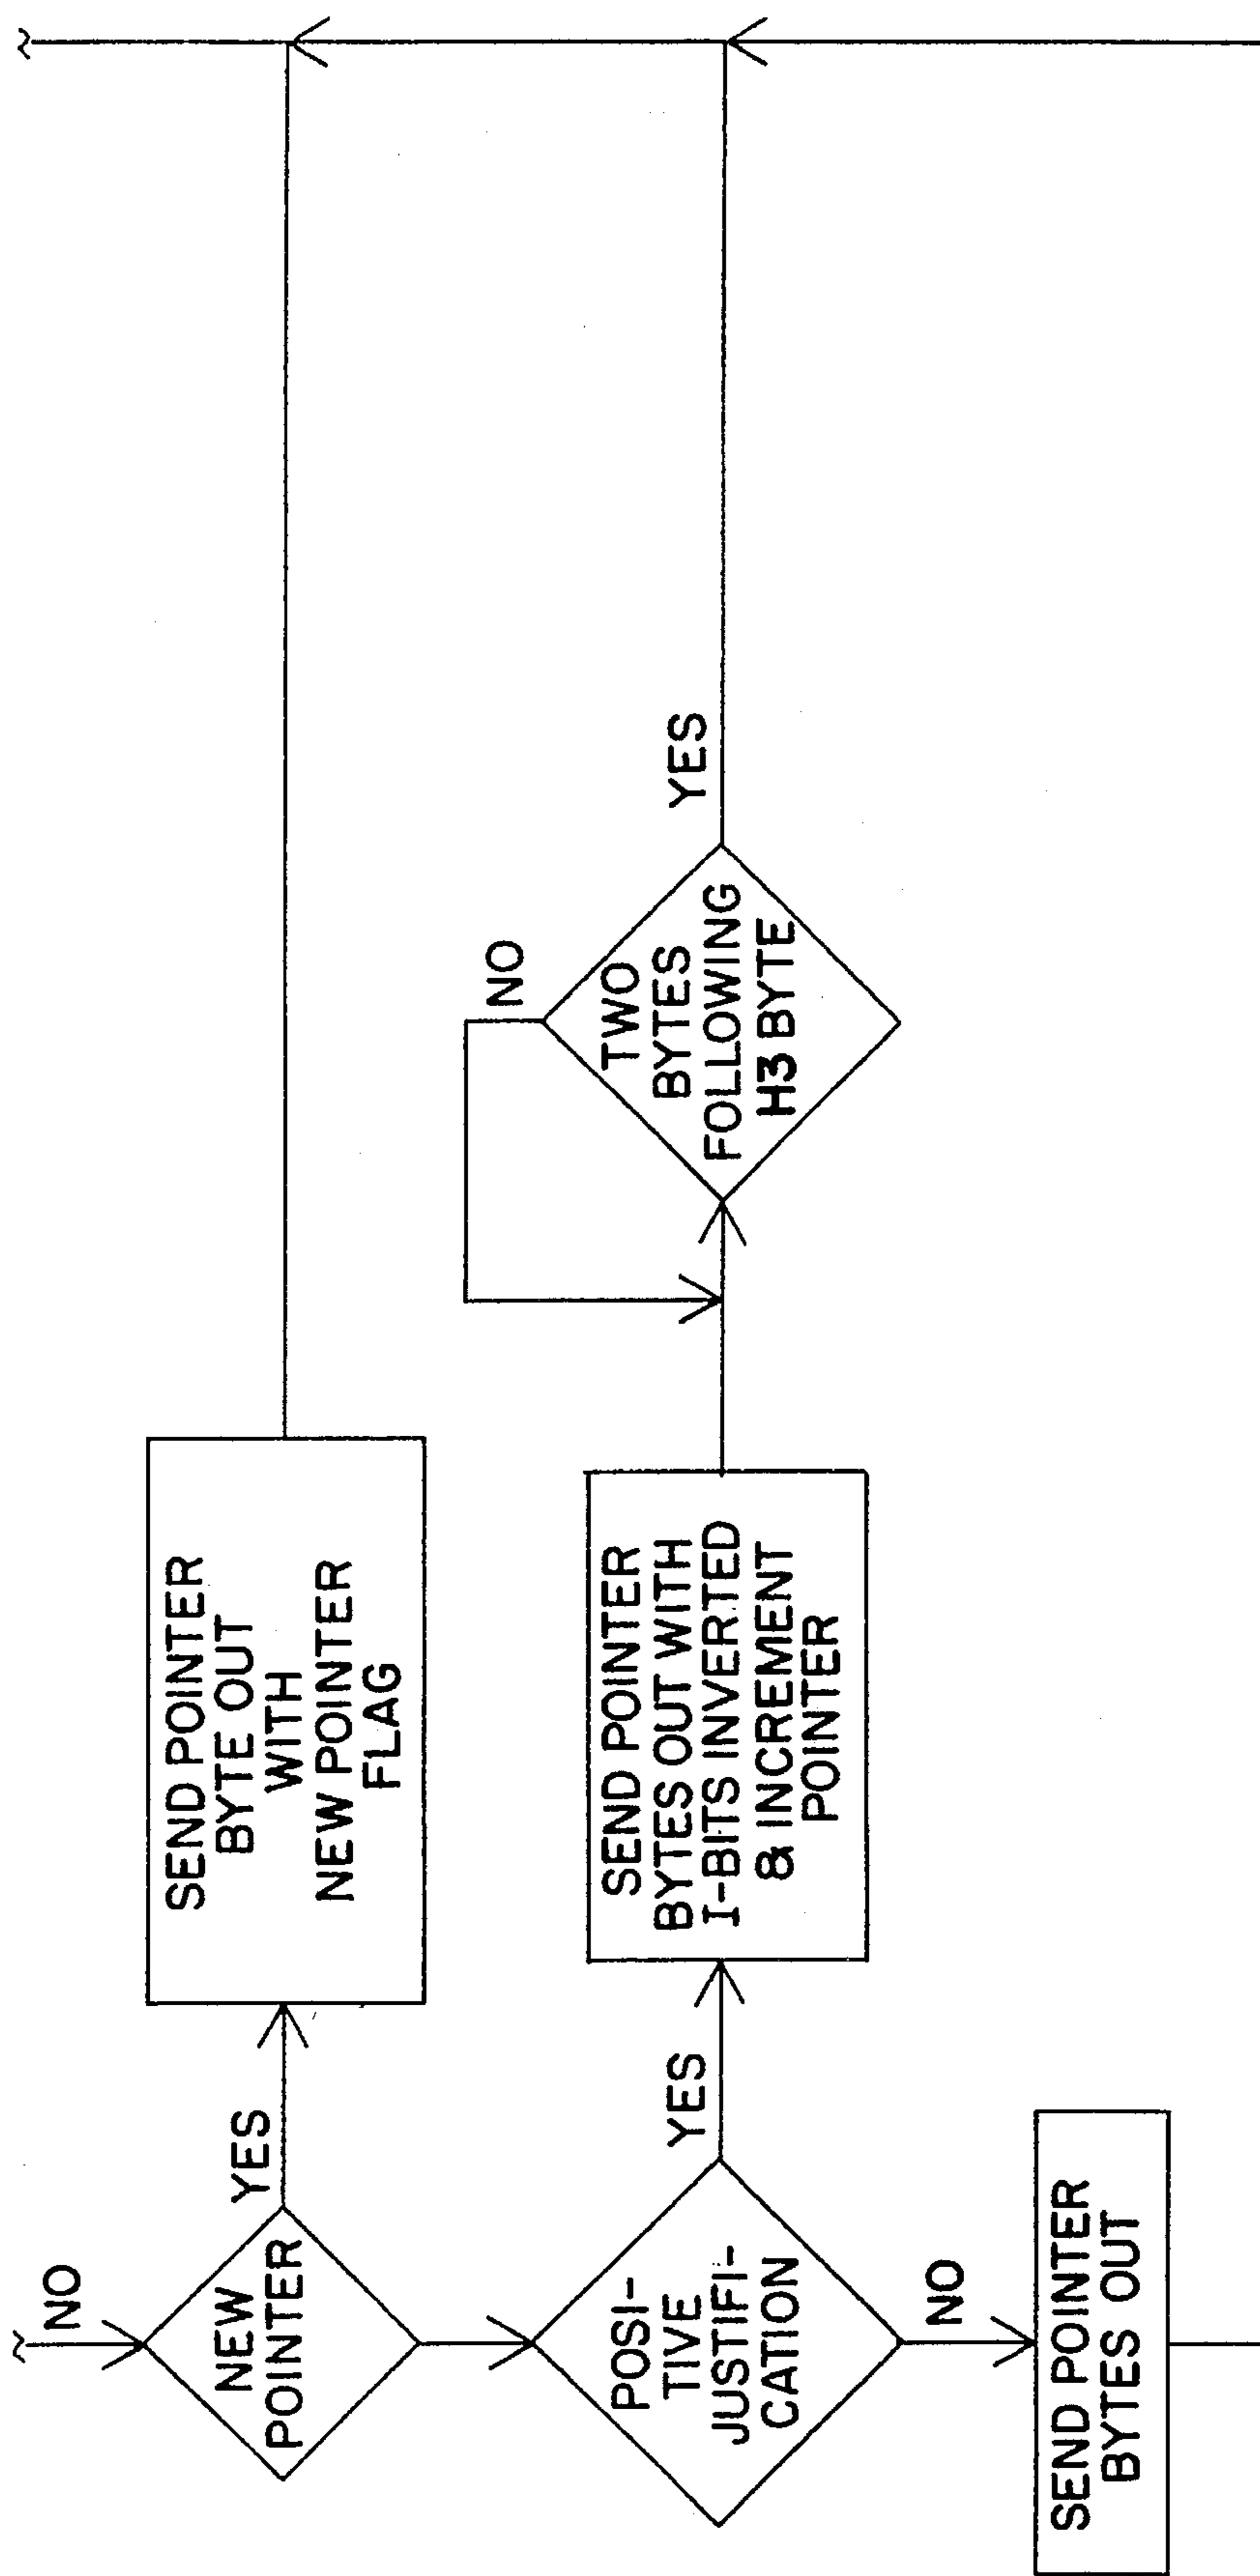 NO
NEW
POINTER
YES
SEND POINTER
BYTE OUT
WITH
NEW POINTER
FLAG
POSI-
TIVE
JUSTIFI-
CATION
YES
SEND POINTER
BYTES OUT WITH
I-BITS INVERTED
& INCREMENT
POINTER
TWO
BYTES
FOLLOWING
H3 BYTE
NO
YES
NO
SEND POINTER
BYTES OUT